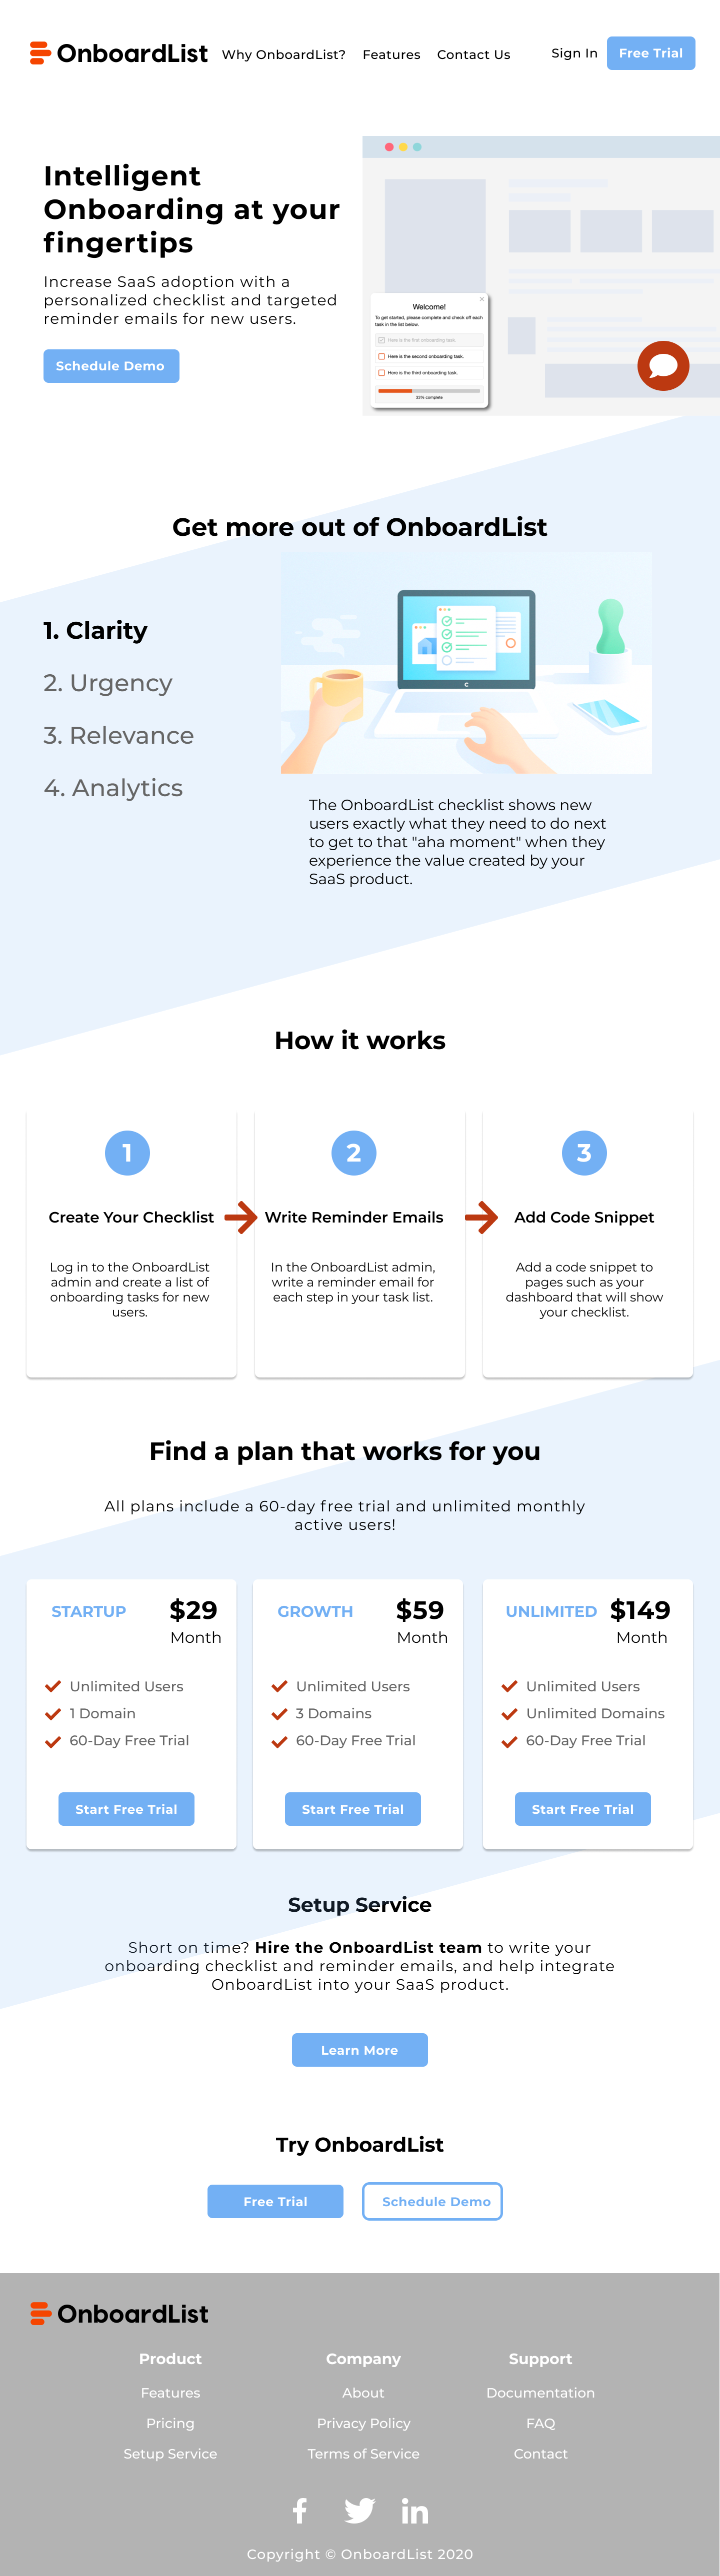 OnboardList
Why OnboardList?
Features
Contact Us
Sign In
Free Trial
Intelligent
Onboarding at your
fingertips
Increase SaaS adoption with a
personalized checklist and targeted
reminder emails for new users.
Schedule Demo
Welcome!
To get started, please complete and check off each
task in the list below.
Here is the first onboarding task.
Here is the second onboarding task.
Here is the third onboarding task.
33% complete
Get more out of OnboardList
1. Clarity
2. Urgency
3. Relevance
4. Analytics
C
The OnboardList checklist shows new
users exactly what they need to do next
to get to that "aha moment" when they
experience the value created by your
SaaS product.
How it works
1
Create Your Checklist
Log in to the OnboardList
admin and create a list of
onboarding tasks for new
users.
2
Write Reminder Emails
In the OnboardList admin,
write a reminder email for
each step in your task list.
3
Add Code Snippet
Add a code snippet to
pages such as your
dashboard that will show
your checklist.
Find a plan that works for you
All plans include a 60-day free trial and unlimited monthly
active users!
STARTUP
$29
Month
Unlimited Users
1 Domain
60-Day Free Trial
Start Free Trial
GROWTH
$59
Month
Unlimited Users
3 Domains
60-Day Free Trial
Start Free Trial
UNLIMITED
$149
Month
Unlimited Users
Unlimited Domains
60-Day Free Trial
Start Free Trial
Setup Service
Short on time? Hire the OnboardList team to write your
onboarding checklist and reminder emails, and help integrate
OnboardList into your SaaS product.
Learn More
Try OnboardList
Free Trial
Schedule Demo
OnboardList
Product
Features
Pricing
Setup Service
Company
About
Privacy Policy
Terms of Service
Support
Documentation
FAQ
Contact
Copyright © OnboardList 2020